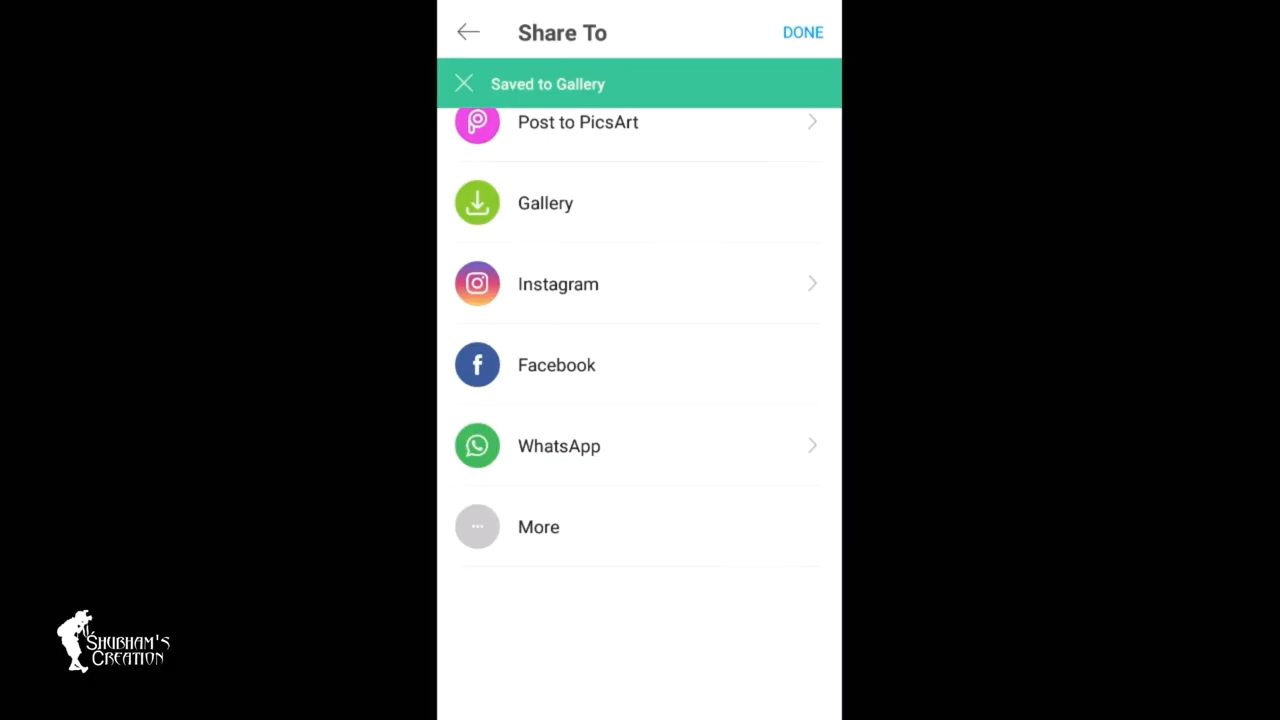 Share To
DONE
Saved to Gallery
Post to PicsArt
Gallery
Instagram
Facebook
WhatsApp
More
SHUBHAM'S
CREATION